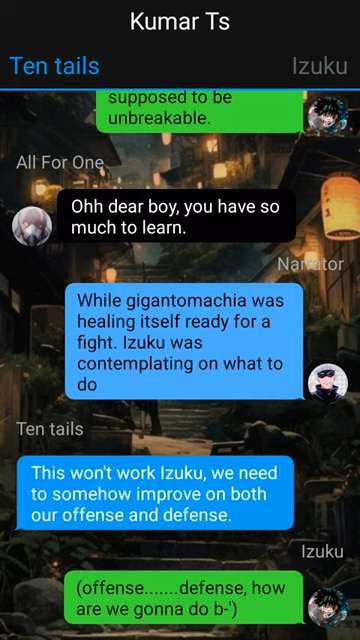 Kumar Ts
Ten tails
Izuku
supposed to be
unbreakable.
All For One
Ohh dear boy, you have so
much to learn.
Narrator
While gigantomachia was
healing itself ready for a
fight. Izuku was
contemplating on what to
do
Ten tails
This won't work Izuku, we need
to somehow improve on both
our offense and defense.
Izuku
(offense.......defense, how
are we gonna do b-')